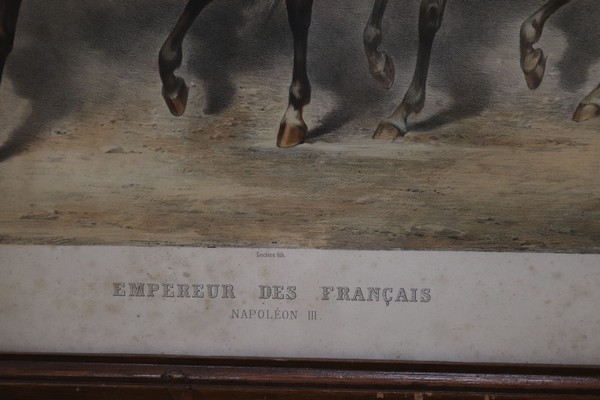 EMPEREUR DES FRANÇAIS
NAPOLÉON III.